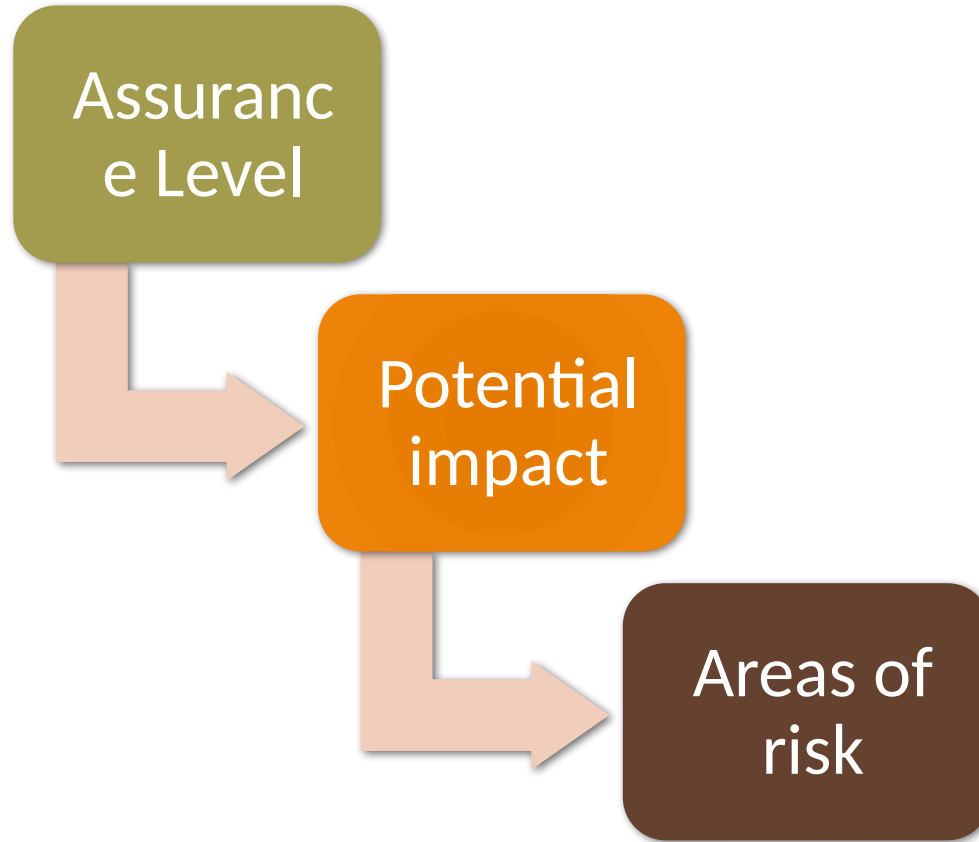 Assuranc
e Level
Potential
impact
Areas of
risk